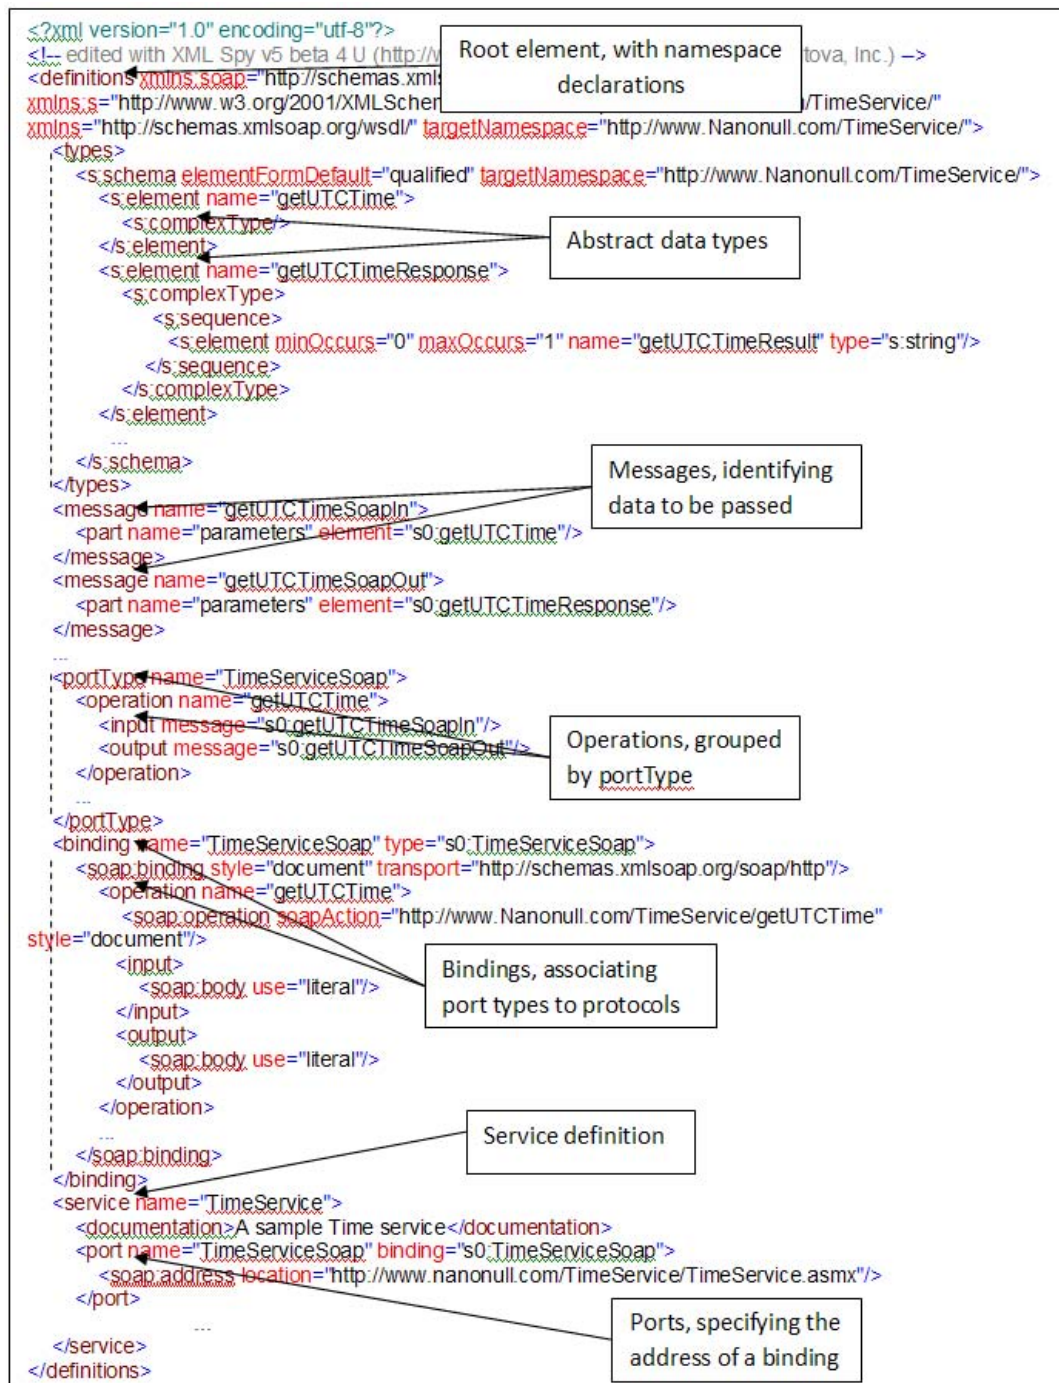 <?xml version="1.0" encoding="utf-8"?>
<!-- edited with XML Spy v5 beta 4 U (http://w tova, Inc.) -->
Root element, with namespace
declarations
<definitions xmlns:soap="http://schemas.xmls
xmlns:s="http://www.w3.org/2001/XMLSchem /TimeService/"
xmlns="http://schemas.xmlsoap.org/wsdl/" targetNamespace="http://www.Nanonull.com/TimeService/">
<types>
<s:schema elementFormDefault="qualified" targetNamespace="http://www.Nanonull.com/TimeService/">
<s:element name="getUTCTime">
<s:complexType/>
</s:element>
Abstract data types
<s:element name="getUTCTimeResponse">
<s:complexType>
<s:sequence>
<s:element minOccurs="0" maxOccurs="1" name="getUTCTimeResult" type="s:string"/>
</s:sequence>
</s:complexType>
</s:element>
...
</s:schema>
</types>
Messages, identifying
data to be passed
<message name="getUTCTimeSoapIn">
<part name="parameters" element="s0:getUTCTime"/>
</message>
<message name="getUTCTimeSoapOut">
<part name="parameters" element="s0:getUTCTimeResponse"/>
</message>
...
<portType name="TimeServiceSoap">
<operation name="getUTCTime">
<input message="s0:getUTCTimeSoapIn"/>
<output message="s0:getUTCTimeSoapOut"/>
</operation>
Operations, grouped
by portType
...
</portType>
<binding name="TimeServiceSoap" type="s0:TimeServiceSoap">
<soap:binding style="document" transport="http://schemas.xmlsoap.org/soap/http"/>
<operation name="getUTCTime">
<soap:operation soapAction="http://www.Nanonull.com/TimeService/getUTCTime"
style="document"/>
<input>
<soap:body use="literal"/>
</input>
Bindings, associating
port types to protocols
<output>
<soap:body use="literal"/>
</output>
</operation>
...
Service definition
</soap:binding>
</binding>
<service name="TimeService">
<documentation>A sample Time service</documentation>
<port name="TimeServiceSoap" binding="s0:TimeServiceSoap">
<soap:address location="http://www.nanonull.com/TimeService/TimeService.asmx"/>
</port>
...
Ports, specifying the
address of a binding
</service>
</definitions>